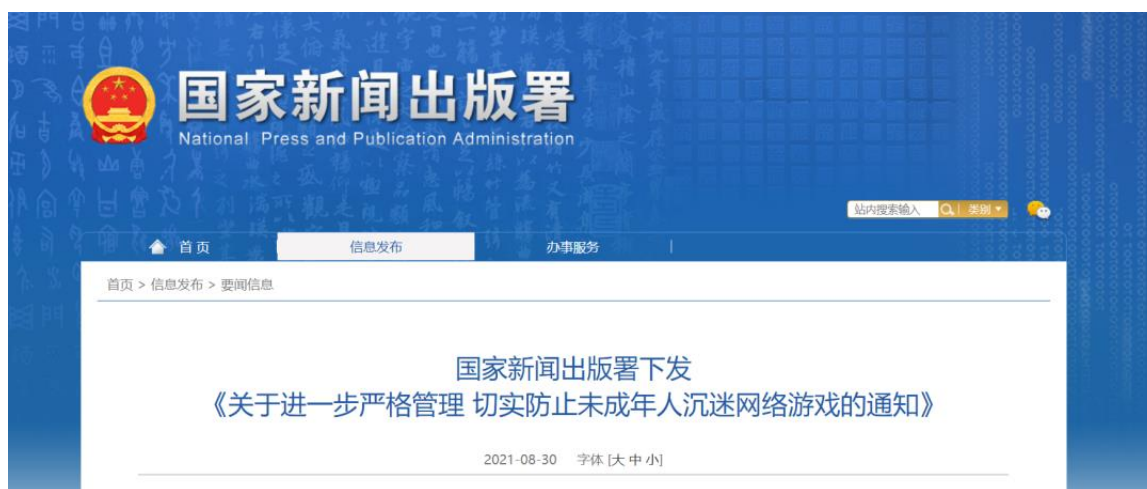 国家新闻出版署
National Press and Publication Administration
站内搜索输入 类别
首页 信息发布 办事服务
首页 > 信息发布 > 要闻信息
国家新闻出版署下发
《关于进一步严格管理 切实防止未成年人沉迷网络游戏的通知》
2021-08-30 字体 [大 中 小]